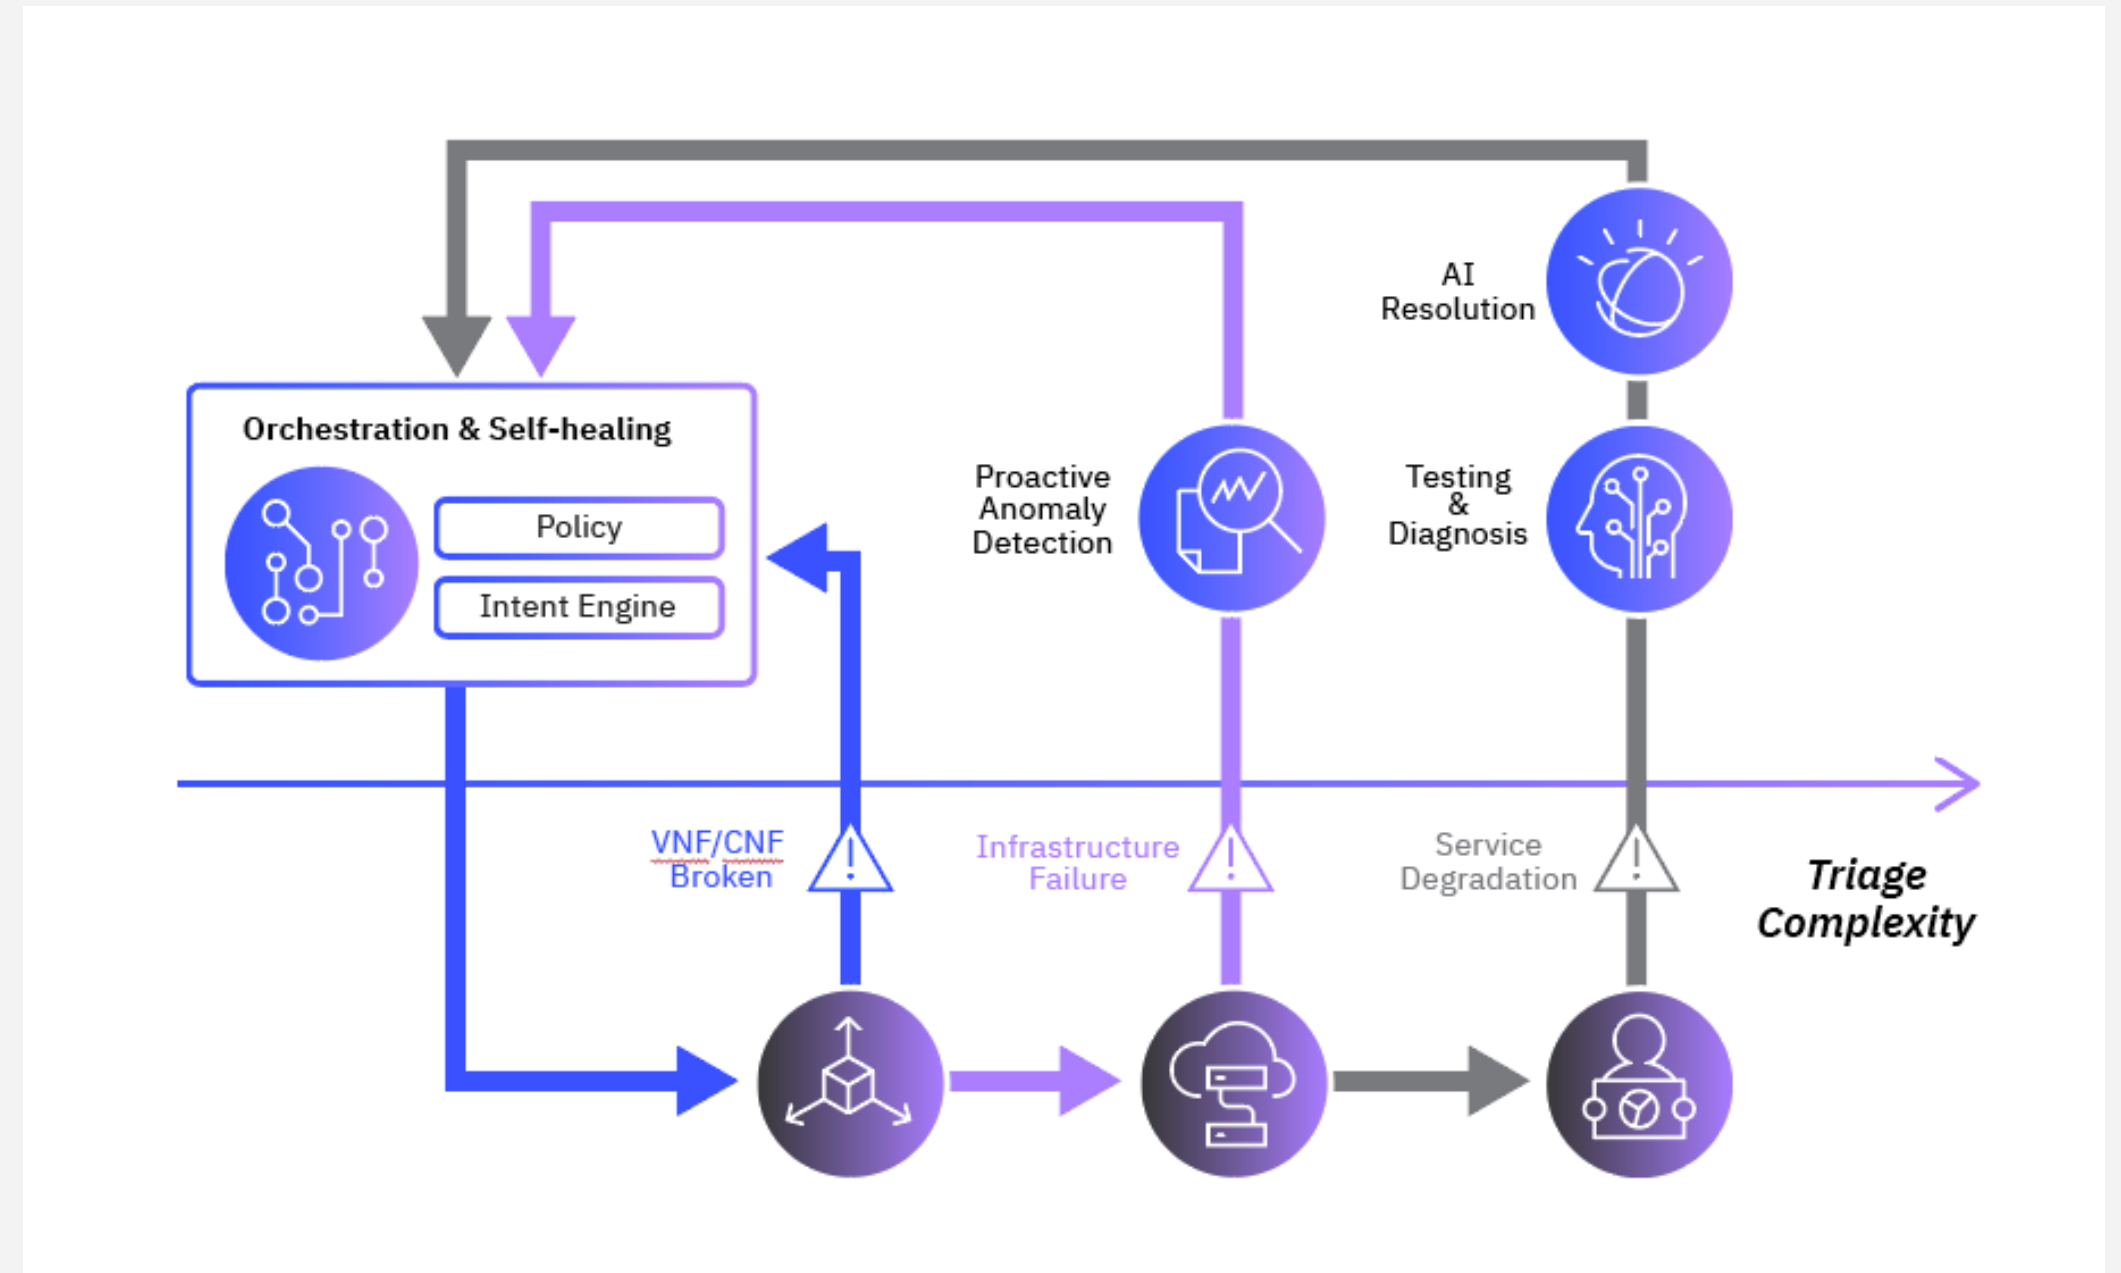 AI
Resolution
Orchestration & Self-healing
Policy
Intent Engine
Proactive
Anomaly
Detection
Testing
&
Diagnosis
VNF/CNF
Broken
Infrastructure
Failure
Service
Degradation
Triage
Complexity